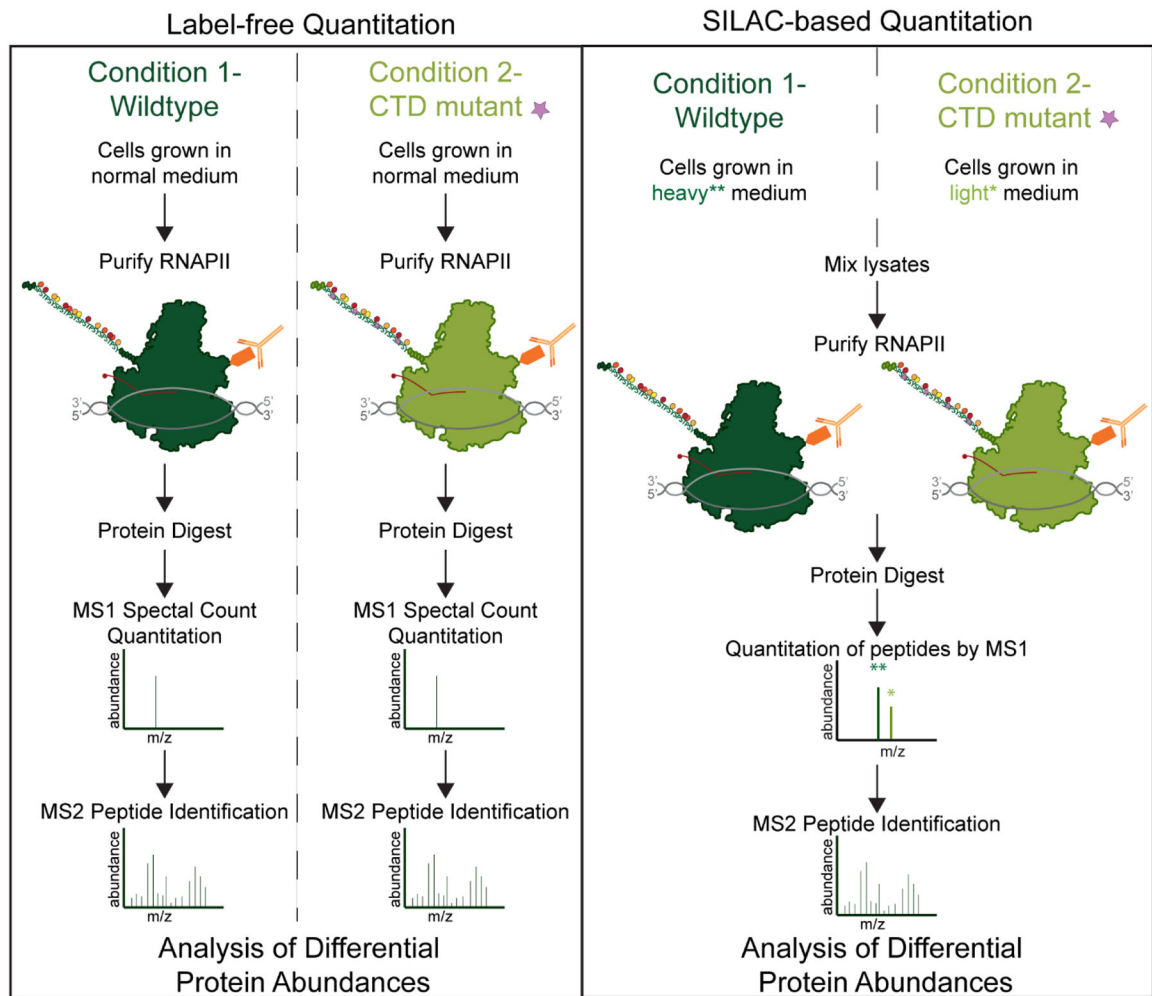 Label-free Quantitation
Condition 1-
Wildtype
Cells grown in
normal medium
Purify RNAPII
3'
5'
5'
3'
Protein Digest
MS1 Spectal Count
Quantitation
abundance
m/z
MS2 Peptide Identification
abundance
m/z
Condition 2-
CTD mutant
Cells grown in
normal medium
Purify RNAPII
3'
5'
5'
3'
Protein Digest
MS1 Spectal Count
Quantitation
abundance
m/z
MS2 Peptide Identification
abundance
m/z
Analysis of Differential
Protein Abundances
SILAC-based Quantitation
Condition 1-
Wildtype
Cells grown in
heavy** medium
Condition 2-
CTD mutant
Cells grown in
light* medium
Mix lysates
Purify RNAPII
3'
5'
5'
3'
3'
5'
5'
3'
Protein Digest
Quantitation of peptides by MS1
**
*
abundance
m/z
MS2 Peptide Identification
abundance
m/z
Analysis of Differential
Protein Abundances